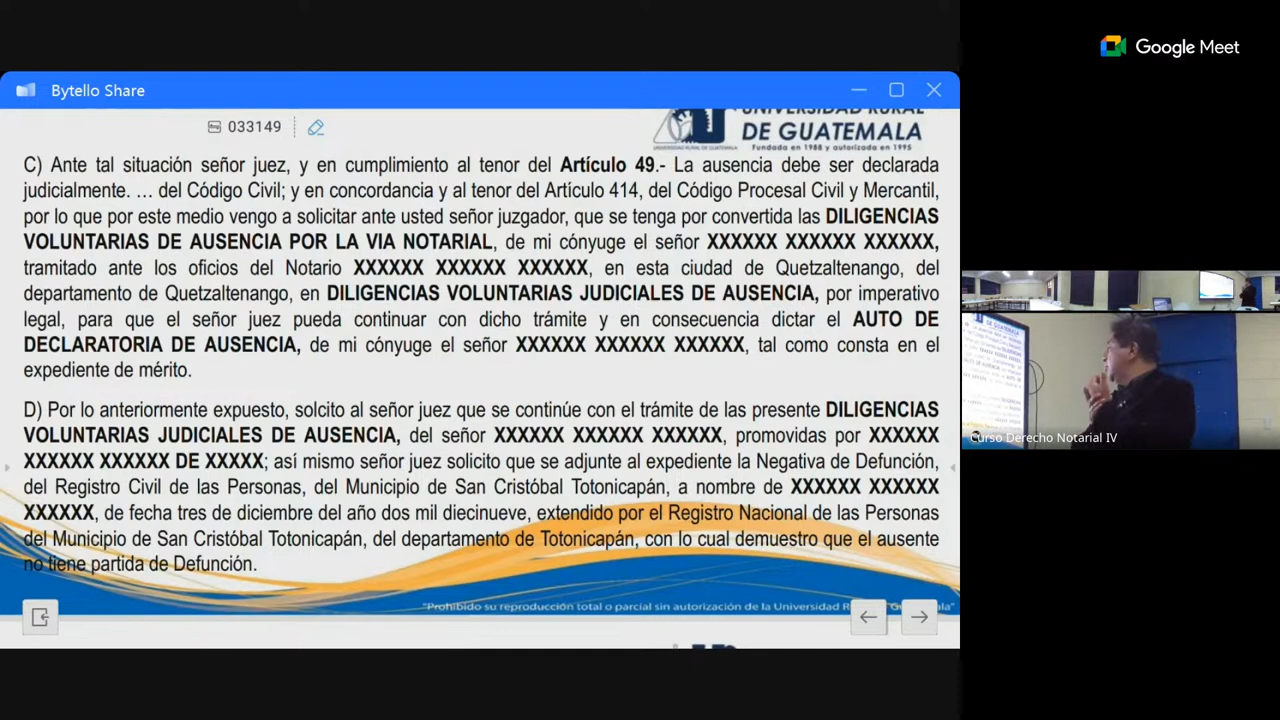 Google Meet
Bytello Share
033149
UNIVERSIDAD RURAL
DE GUATEMALA
Fundada en 1988 y autorizada en 1995
C) Ante tal situación señor juez, y en cumplimiento al tenor del Artículo 49.- La ausencia debe ser declarada
judicialmente. … del Código Civil; y en concordancia y al tenor del Artículo 414, del Código Procesal Civil y Mercantil,
por lo que por este medio vengo a solicitar ante usted señor juzgador, que se tenga por convertida las DILIGENCIAS
VOLUNTARIAS DE AUSENCIA POR LA VIA NOTARIAL, de mi cónyuge el señor XXXXXX XXXXXX XXXXXX,
tramitado ante los oficios del Notario XXXXXX XXXXXX XXXXXX, en esta ciudad de Quetzaltenango, del
departamento de Quetzaltenango, en DILIGENCIAS VOLUNTARIAS JUDICIALES DE AUSENCIA, por imperativo
legal, para que el señor juez pueda continuar con dicho trámite y en consecuencia dictar el AUTO DE
DECLARATORIA DE AUSENCIA, de mi cónyuge el señor XXXXXX XXXXXX XXXXXX, tal como consta en el
expediente de mérito.
D) Por lo anteriormente expuesto, socito al señor juez que se continúe con el trámite de las presente DILIGENCIAS
VOLUNTARIAS JUDICIALES DE AUSENCIA, del señor XXXXXX XXXXXX XXXXXX, promovidas por XXXXXX
XXXXXX XXXXXX DE XXXXX; así mismo señor juez solicito que se adjunte al expediente la Negativa de Defunción,
del Registro Civil de las Personas, del Municipio de San Cristóbal Totonicapán, a nombre de XXXXXX XXXXXX
XXXXXX, de fecha tres de diciembre del año dos mil diecinueve, extendido por el Registro Nacional de las Personas
del Municipio de San Cristóbal Totonicapán, del departamento de Totonicapán, con lo cual demuestro que el ausente
no tiene partida de Defunción.
"Prohibido su reproducción total o parcial sin autorización de la Universidad
Curso Derecho Notarial IV